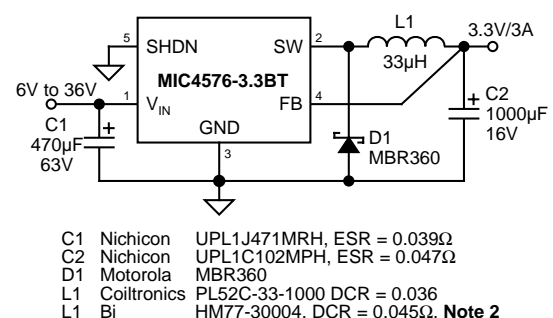 L1
3.3V/3A
5 SHDN SW 2
33µH
MIC4576-3.3BT
6V to 36V
1 VIN FB 4
C2
1000µF
16V
GND
C1
470µF
63V
3
D1
MBR360
C1 Nichicon UPL1J471MRH, ESR = 0.039Ω
C2 Nichicon UPL1C102MPH, ESR = 0.047Ω
D1 Motorola MBR360
L1 Coiltronics PL52C-33-1000 DCR = 0.036
L1 Bi HM77-30004, DCR = 0.045Ω, Note 2